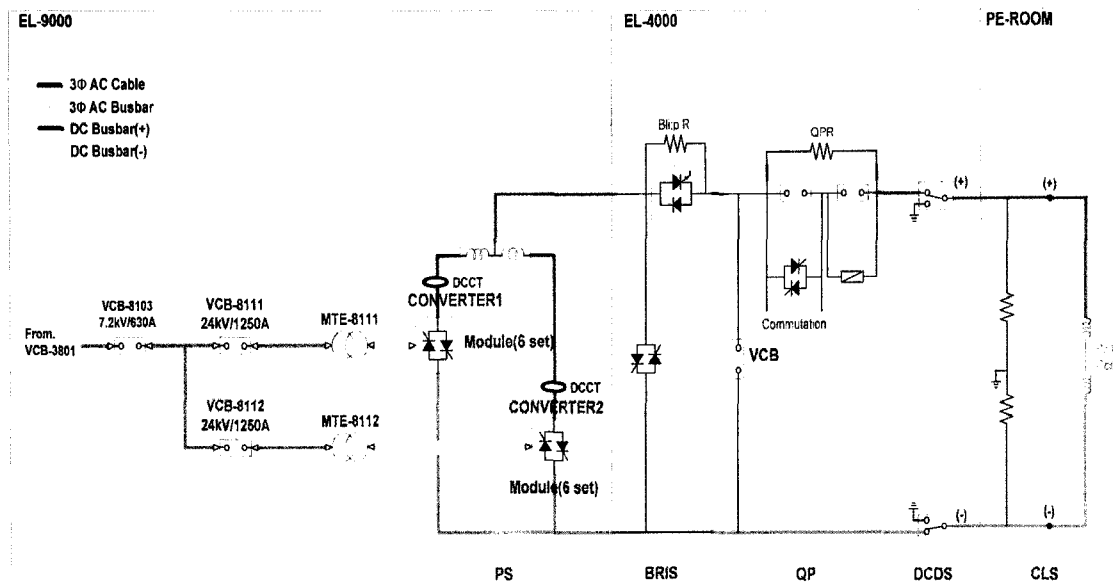 EL-9000
EL-4000
PE-ROOM
3Φ AC Cable
3Φ AC Busbar
DC Busbar(+)
DC Busbar(-)
Blip R
QPR
(+)
(+)
DCCT
CONVERTER1
VCB-8103
7.2kV/630A
VCB-8111
24kV/1250A
MTE-8111
Module(6 set)
Commutation
From.
VCB-3801
VCB
DCCT
CONVERTER2
VCB-8112
24kV/1250A
MTE-8112
Module(6 set)
(-)
(-)
PS
BRIS
QP
DCDS
CLS